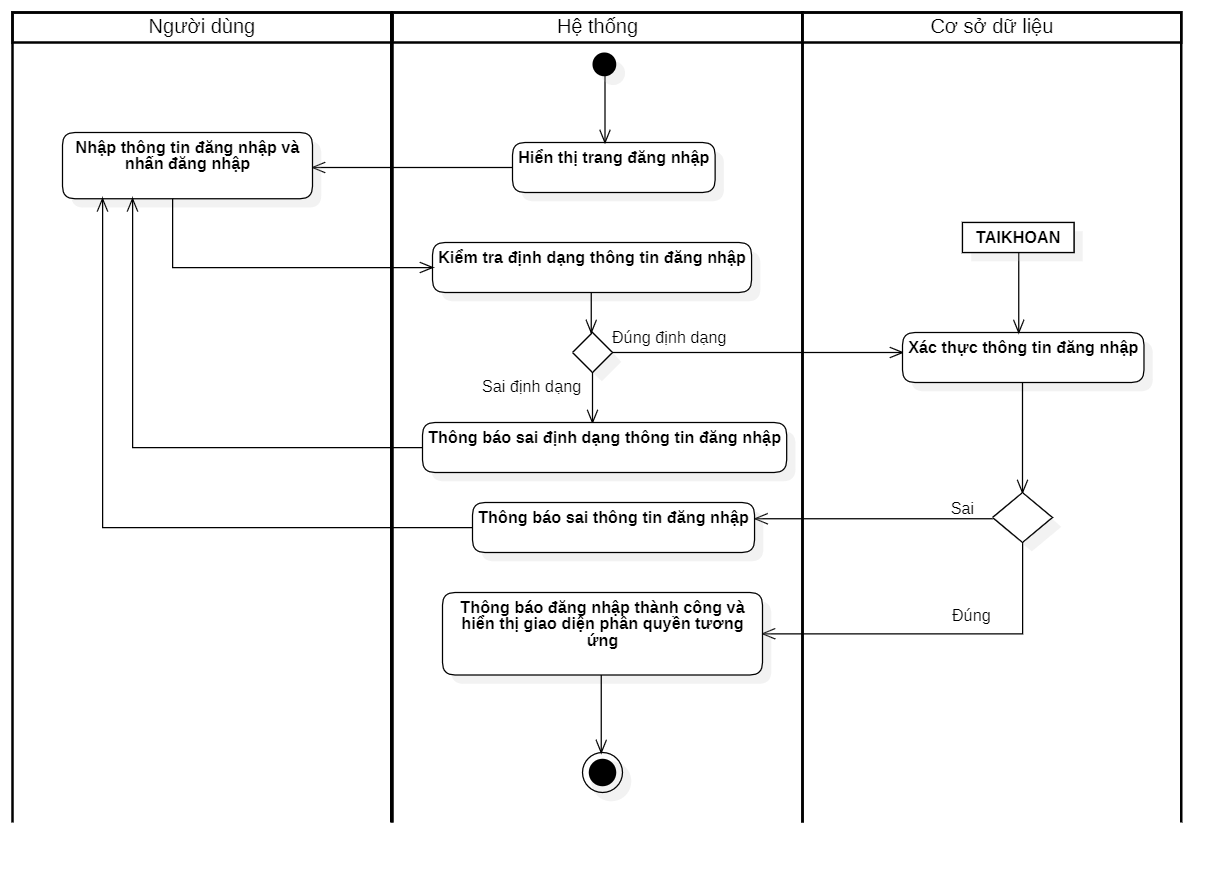 Người dùng
Hệ thống
Cơ sở dữ liệu
Nhập thông tin đăng nhập và
nhấn đăng nhập
Hiển thị trang đăng nhập
TAIKHOAN
Kiểm tra định dạng thông tin đăng nhập
Đúng định dạng
Xác thực thông tin đăng nhập
Sai định dạng
Thông báo sai định dạng thông tin đăng nhập
Sai
Thông báo sai thông tin đăng nhập
Thông báo đăng nhập thành công và
hiển thị giao diện phân quyền tương
ứng
Đúng